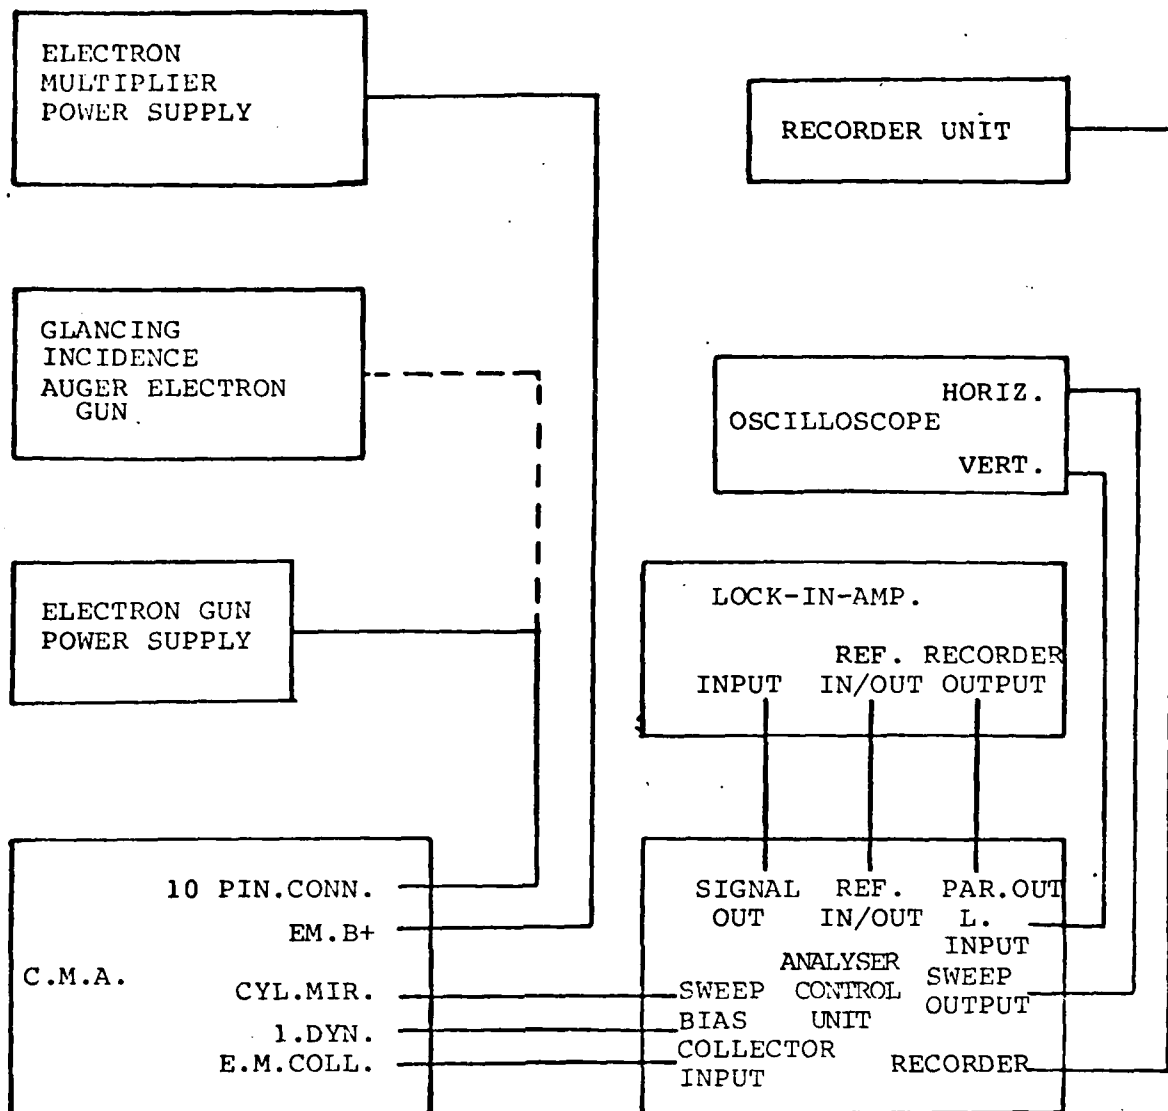 ELECTRON
MULTIPLIER
POWER SUPPLY
RECORDER UNIT
GLANCING
INCIDENCE
AUGER ELECTRON
GUN
HORIZ.
OSCILLOSCOPE
VERT.
ELECTRON GUN
POWER SUPPLY
LOCK-IN-AMP.
REF. RECORDER
INPUT IN/OUT OUTPUT
10 PIN.CONN.
EM.B+
C.M.A.
CYL.MIR.
1.DYN.
E.M.COLL.
SIGNAL REF. PAR.OUT
OUT IN/OUT L.
INPUT
ANALYSER
CONTROL
UNIT
SWEEP
OUTPUT
SWEEP
BIAS
COLLECTOR
INPUT
RECORDER